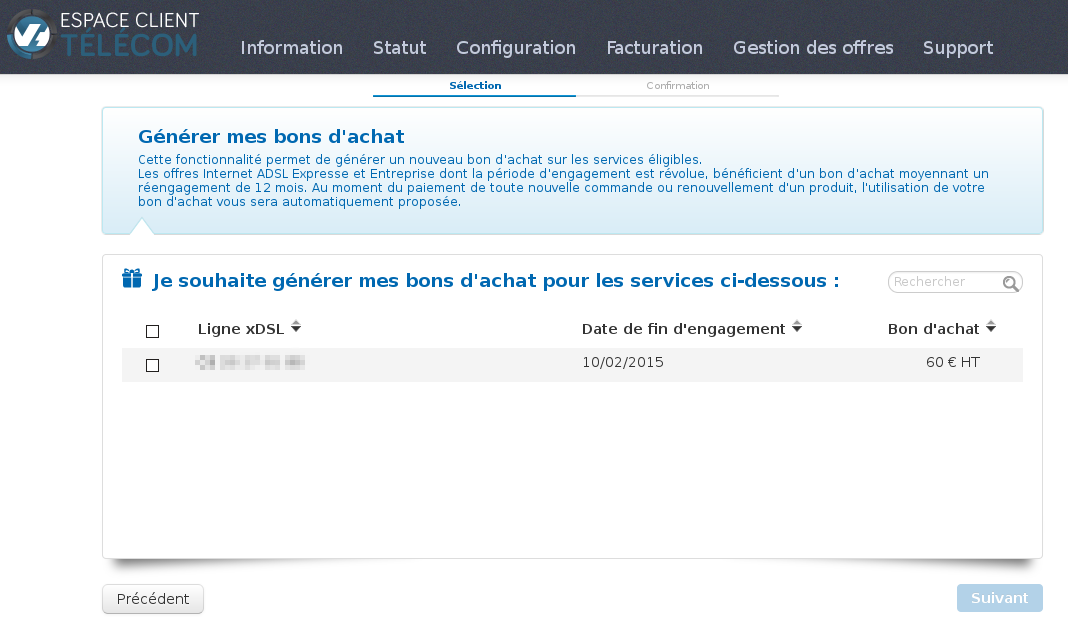 ESPACE CLIENT
TÉLÉCOM
Information Statut Configuration Facturation Gestion des offres Support
Sélection Confirmation
Générer mes bons d'achat
Cette fonctionnalité permet de générer un nouveau bon d'achat sur les services éligibles.
Les offres Internet ADSL Expresse et Entreprise dont la période d'engagement est révolue, bénéficient d'un bon d'achat moyennant un
réengagement de 12 mois. Au moment du paiement de toute nouvelle commande ou renouvellement d'un produit, l'utilisation de votre
bon d'achat vous sera automatiquement proposée.
Je souhaite générer mes bons d'achat pour les services ci-dessous :
Rechercher
Ligne xDSL Date de fin d'engagement Bon d'achat
10/02/2015 60 € HT
Précédent Suivant